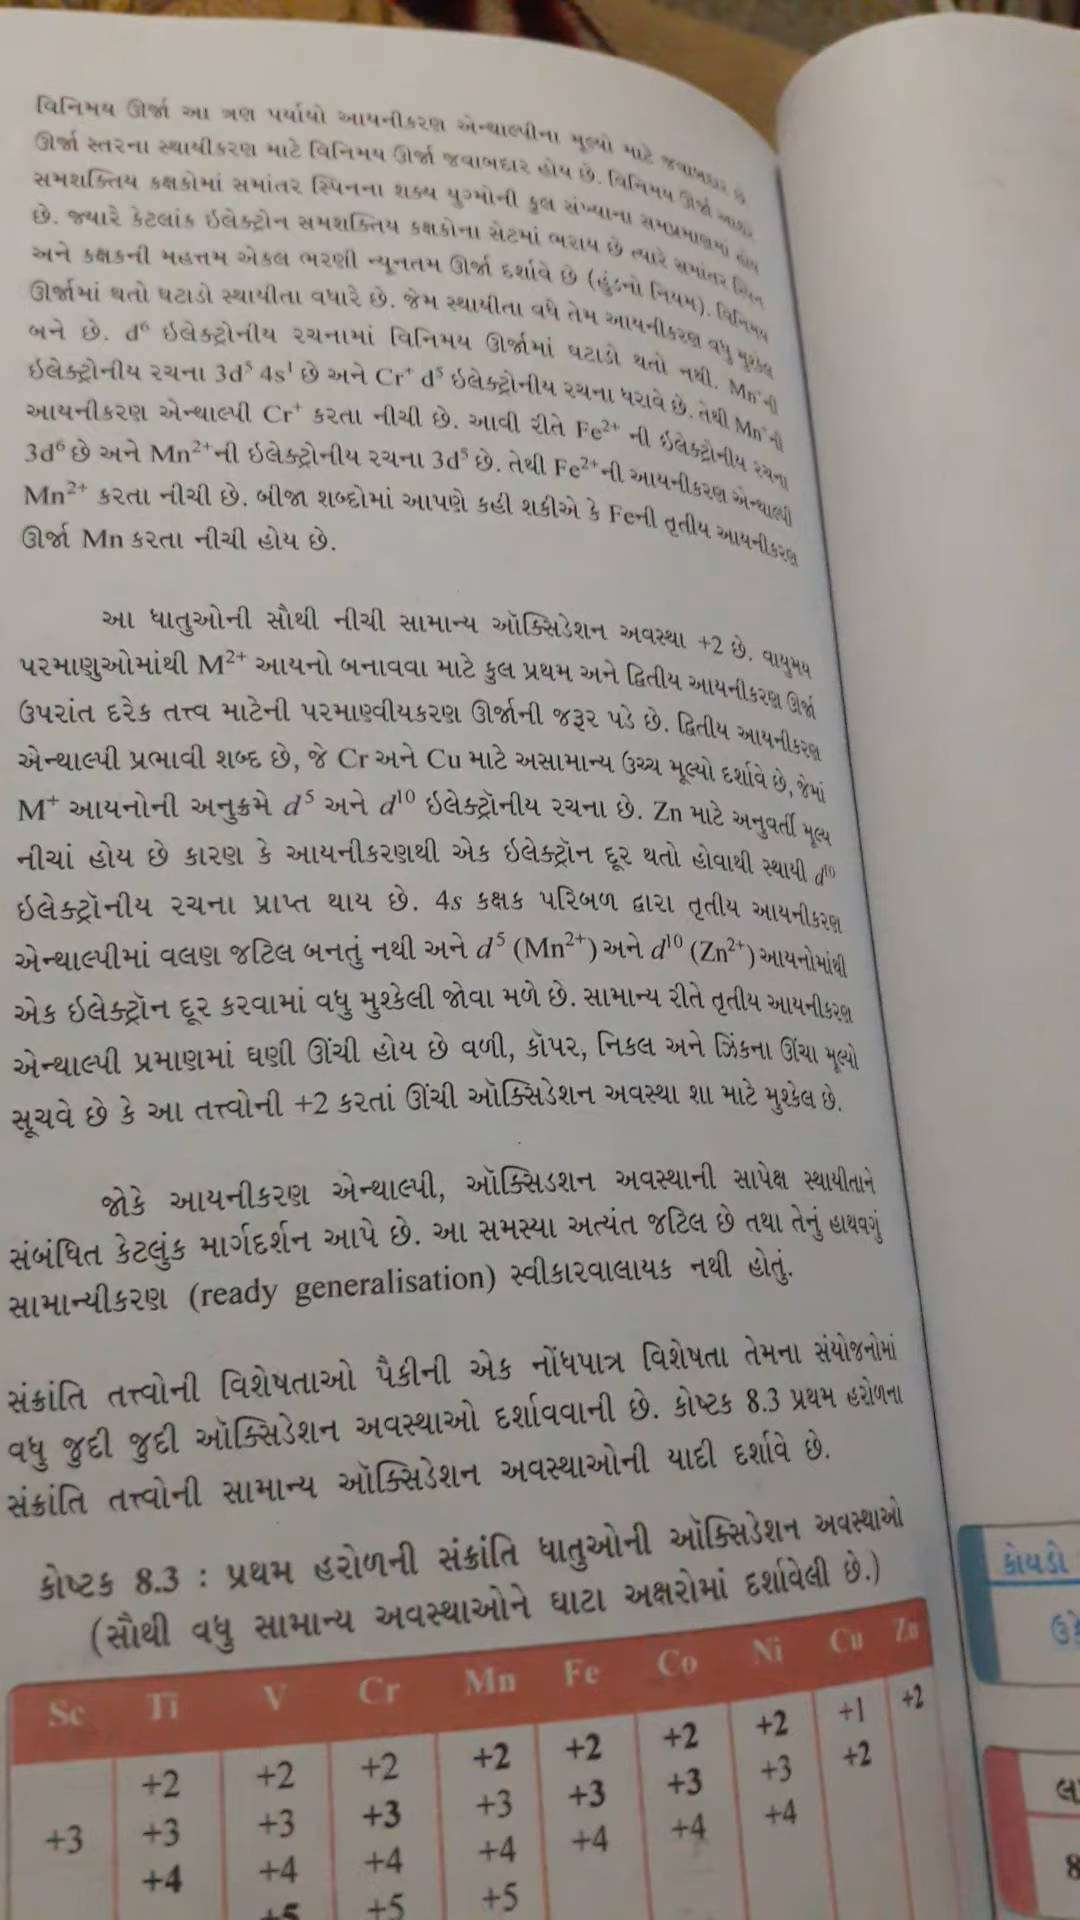 વિનિમય ઊર્જા આ ત્રણ પર્યાયો આયનીકરણ એન્થાલ્પીના મૂલ્યો માટે જવાબદાર છે
ઊર્જા સ્તરના સ્થાયીકરણ માટે વિનિમય ઊર્જા જવાબદાર હોય છે. વિનિમય ઊર્જા આશરે
સમશક્તિય કક્ષકોમાં સમાંતર સ્પિનના શક્ય યુગ્મોની કુલ સંખ્યાના સમપ્રમાણમાં હોય
છે. જ્યારે કેટલાંક ઇલેક્ટ્રોન સમશક્તિય કક્ષકોના સેટમાં ભરાય છે ત્યારે સમાંતર સ્પિન
અને કક્ષકની મહત્તમ એકલ ભરણી ન્યૂનતમ ઊર્જા દર્શાવે છે (હુંડનો નિયમ). વિનિમય
ઊર્જામાં થતો ઘટાડો સ્થાયીતા વધારે છે. જેમ સ્થાયીતા વધે તેમ આયનીકરણ વધુ મુશ્કેલ
બને છે. d⁶ ઇલેક્ટ્રોનીય રચનામાં વિનિમય ઊર્જામાં ઘટાડો થતો નથી. Mn⁺ની
ઇલેક્ટ્રોનીય રચના 3d⁵ 4s¹ છે અને Cr⁺ d⁵ ઇલેક્ટ્રોનીય રચના ધરાવે છે. તેથી Mn⁺ની
આયનીકરણ એન્થાલ્પી Cr⁺ કરતા નીચી છે. આવી રીતે Fe²⁺ ની ઇલેક્ટ્રોનીય રચના
3d⁶ છે અને Mn²⁺ની ઇલેક્ટ્રોનીય રચના 3d⁵ છે. તેથી Fe²⁺ની આયનીકરણ એન્થાલ્પી
Mn²⁺ કરતા નીચી છે. બીજા શબ્દોમાં આપણે કહી શકીએ કે Feની તૃતીય આયનીકરણ
ઊર્જા Mn કરતા નીચી હોય છે.
આ ધાતુઓની સૌથી નીચી સામાન્ય ઑક્સિડેશન અવસ્થા +2 છે. વાયુમય
પરમાણુઓમાંથી M²⁺ આયનો બનાવવા માટે કુલ પ્રથમ અને દ્વિતીય આયનીકરણ ઊર્જા
ઉપરાંત દરેક તત્ત્વ માટેની પરમાણ્વીયકરણ ઊર્જાની જરૂર પડે છે. દ્વિતીય આયનીકરણ
એન્થાલ્પી પ્રભાવી શબ્દ છે, જે Cr અને Cu માટે અસામાન્ય ઉચ્ચ મૂલ્યો દર્શાવે છે, જેમાં
M⁺ આયનોની અનુક્રમે d⁵ અને d¹⁰ ઇલેક્ટ્રૉનીય રચના છે. Zn માટે અનુવર્તી મૂલ્ય
નીચાં હોય છે કારણ કે આયનીકરણથી એક ઇલેક્ટ્રૉન દૂર થતો હોવાથી સ્થાયી d¹⁰
ઇલેક્ટ્રૉનીય રચના પ્રાપ્ત થાય છે. 4s કક્ષક પરિબળ દ્વારા તૃતીય આયનીકરણ
એન્થાલ્પીમાં વલણ જટિલ બનતું નથી અને d⁵ (Mn²⁺) અને d¹⁰ (Zn²⁺) આયનોમાંથી
એક ઇલેક્ટ્રૉન દૂર કરવામાં વધુ મુશ્કેલી જોવા મળે છે. સામાન્ય રીતે તૃતીય આયનીકરણ
એન્થાલ્પી પ્રમાણમાં ઘણી ઊંચી હોય છે વળી, કૉપર, નિકલ અને ઝિંકના ઊંચા મૂલ્યો
સૂચવે છે કે આ તત્ત્વોની +2 કરતાં ઊંચી ઑક્સિડેશન અવસ્થા શા માટે મુશ્કેલ છે.
જોકે આયનીકરણ એન્થાલ્પી, ઑક્સિડશન અવસ્થાની સાપેક્ષ સ્થાયીતાને
સંબંધિત કેટલુંક માર્ગદર્શન આપે છે. આ સમસ્યા અત્યંત જટિલ છે તથા તેનું હાથવગું
સામાન્યીકરણ (ready generalisation) સ્વીકારવાલાયક નથી હોતું.
સંક્રાંતિ તત્ત્વોની વિશેષતાઓ પૈકીની એક નોંધપાત્ર વિશેષતા તેમના સંયોજનોમાં
વધુ જુદી જુદી ઑક્સિડેશન અવસ્થાઓ દર્શાવવાની છે. કોષ્ટક 8.3 પ્રથમ હરોળના
સંક્રાંતિ તત્ત્વોની સામાન્ય ઑક્સિડેશન અવસ્થાઓની યાદી દર્શાવે છે.
કોષ્ટક 8.3 : પ્રથમ હરોળની સંક્રાંતિ ધાતુઓની ઑક્સિડેશન અવસ્થાઓ
(સૌથી વધુ સામાન્ય અવસ્થાઓને ઘાટા અક્ષરોમાં દર્શાવેલી છે.)
Sc Ti V Cr Mn Fe Co Ni Cu Zn
+2 +2 +2 +2 +2 +2 +2 +1 +2
+3 +3 +3 +3 +3 +3 +3 +3 +2
+4 +4 +4 +4 +4 +4 +4
+5 +5 +5
કોયડો
8